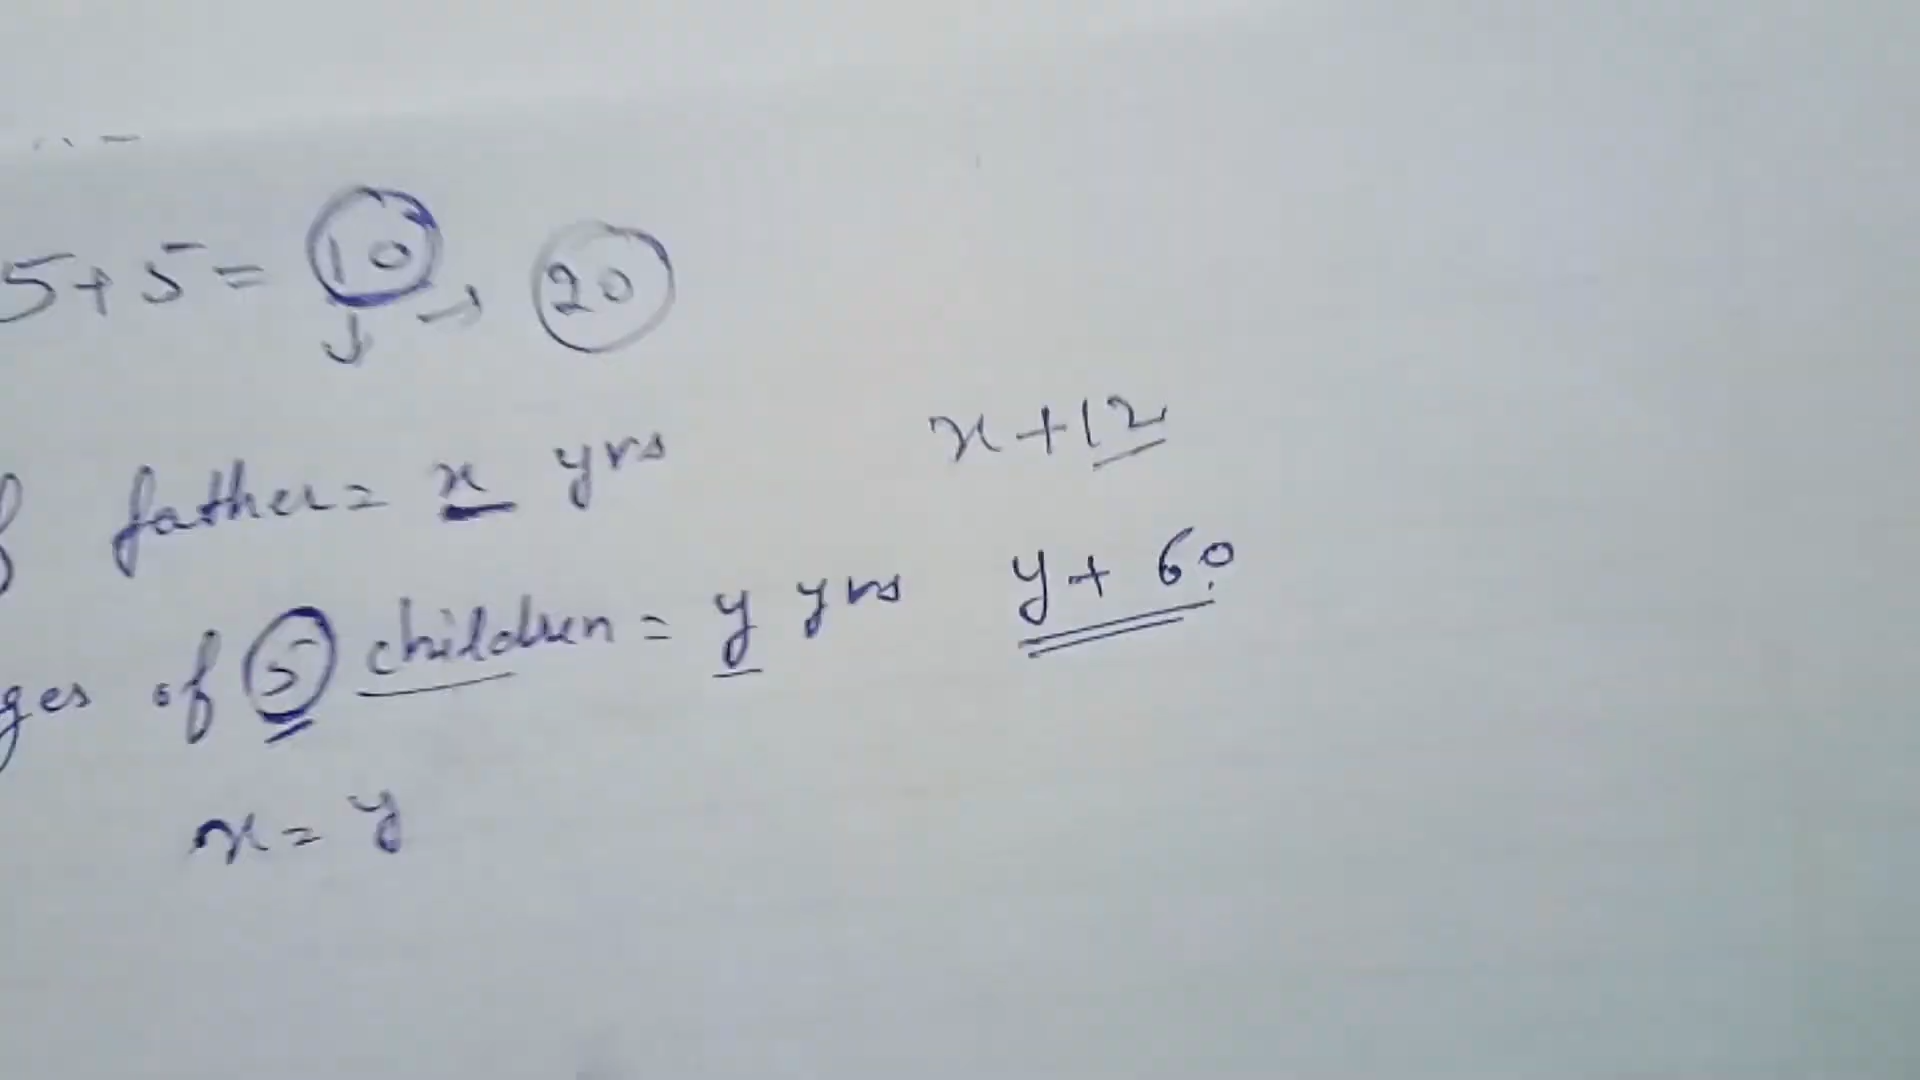 5+5= 10 → 20
↓
father = x yrs x+12
ges of 5 children = y yrs y+ 60
x = y